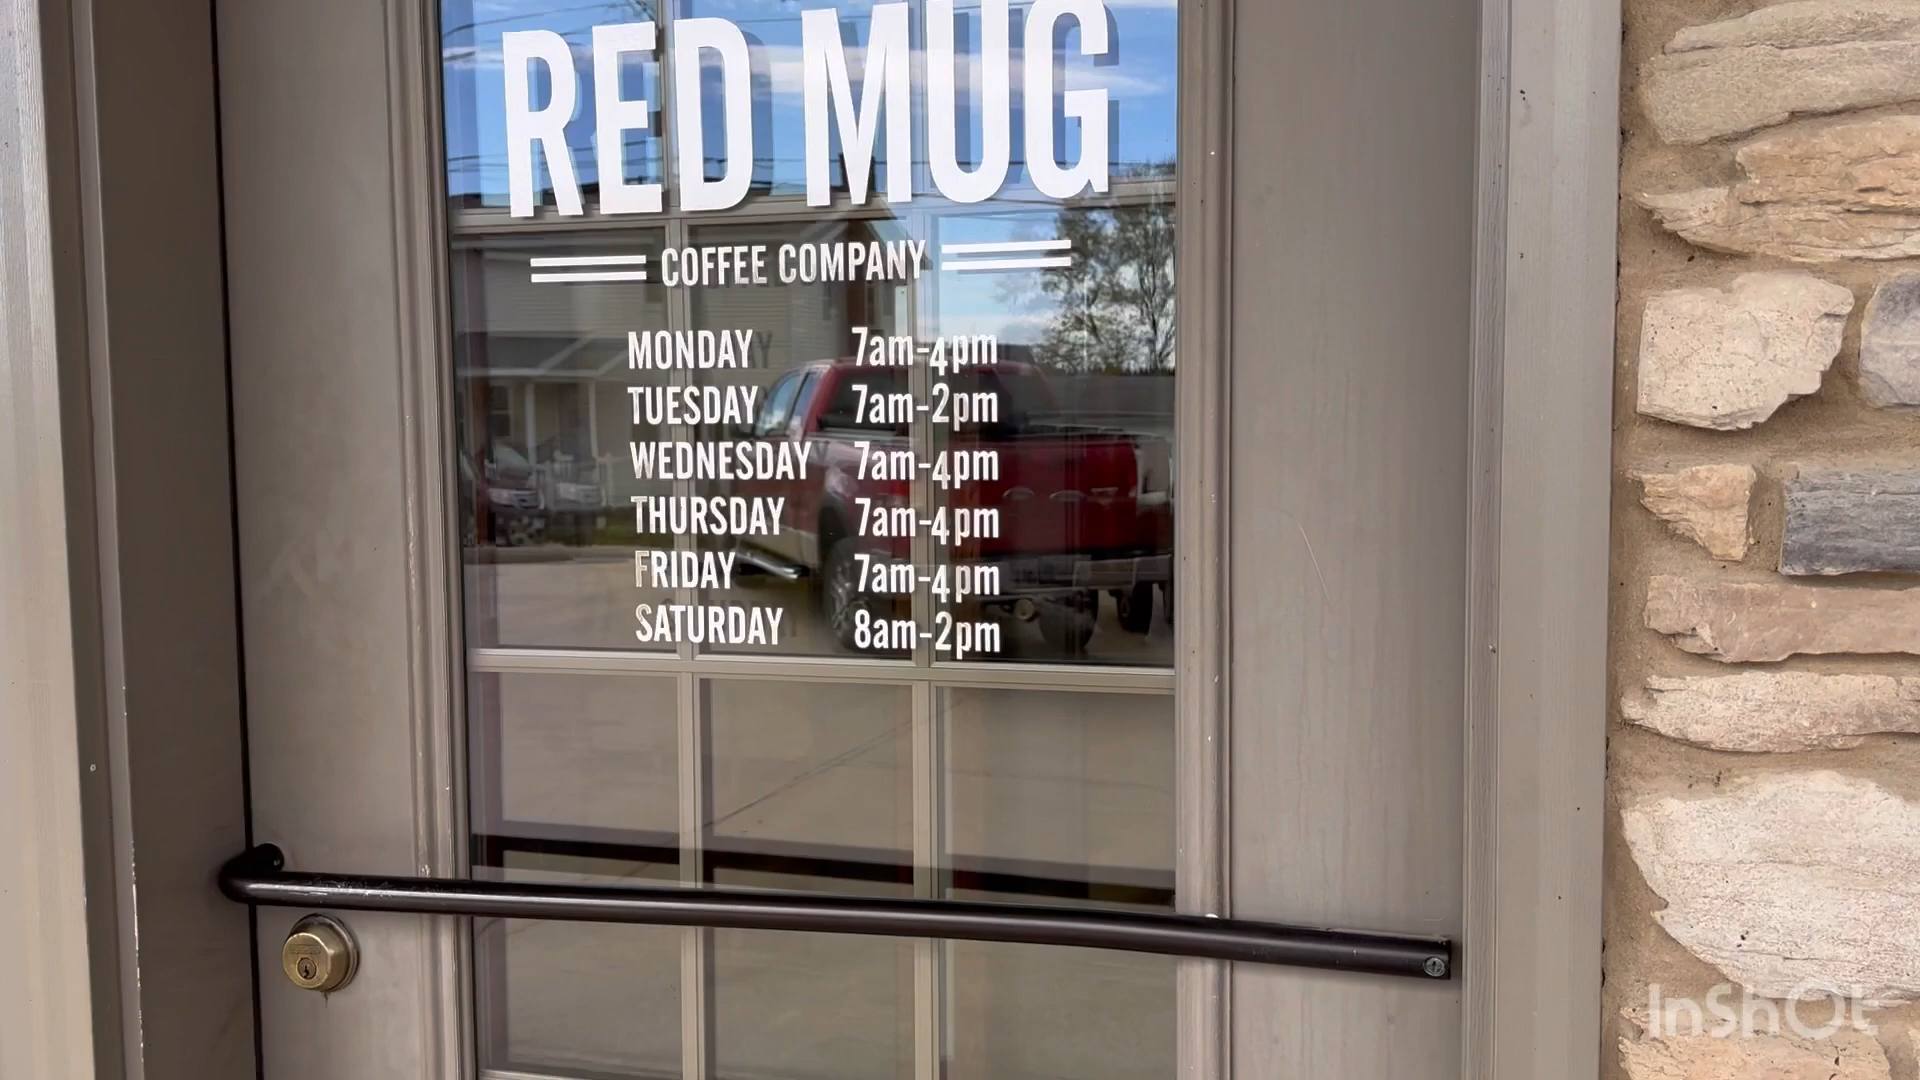 RED MUG
COFFEE COMPANY
MONDAY 7am-4pm
TUESDAY 7am-2pm
WEDNESDAY 7am-4pm
THURSDAY 7am-4pm
FRIDAY 7am-4pm
SATURDAY 8am-2pm
InShOt